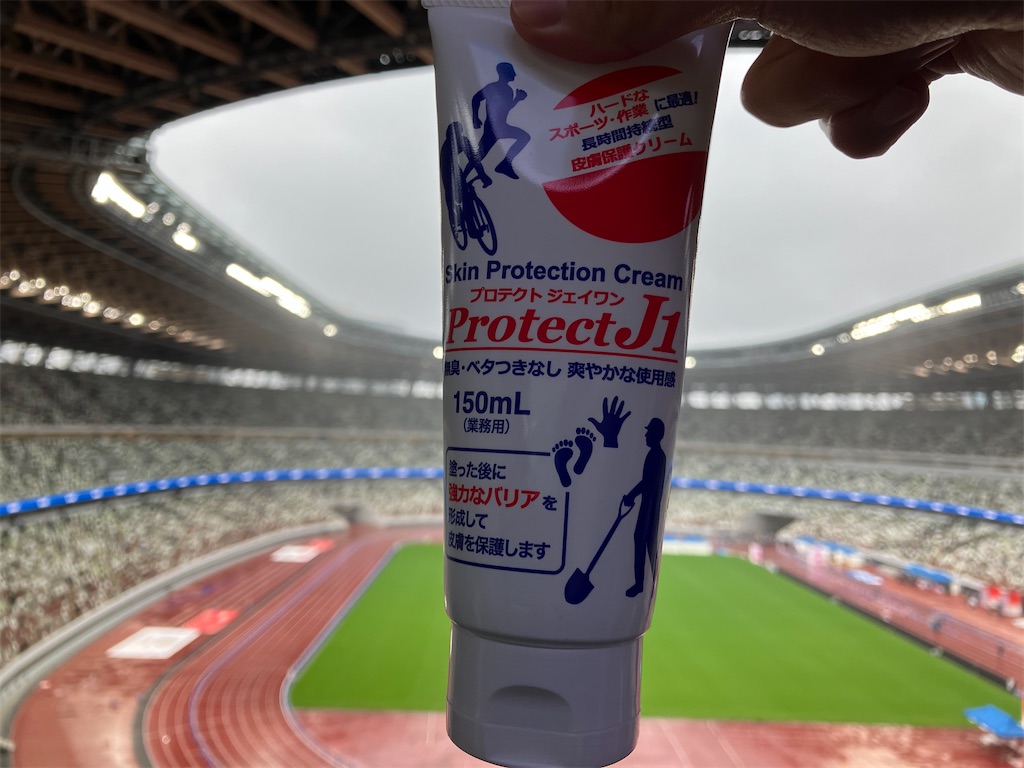 ハードな
スポーツ・作業 に最適!
長時間持続型
皮膚保護クリーム
Skin Protection Cream
プロテクト ジェイワン
ProtectJ1
無臭・ベタつきなし 爽やかな使用感
150mL
(業務用)
塗った後に
強力なバリアを
形成して
皮膚を保護します